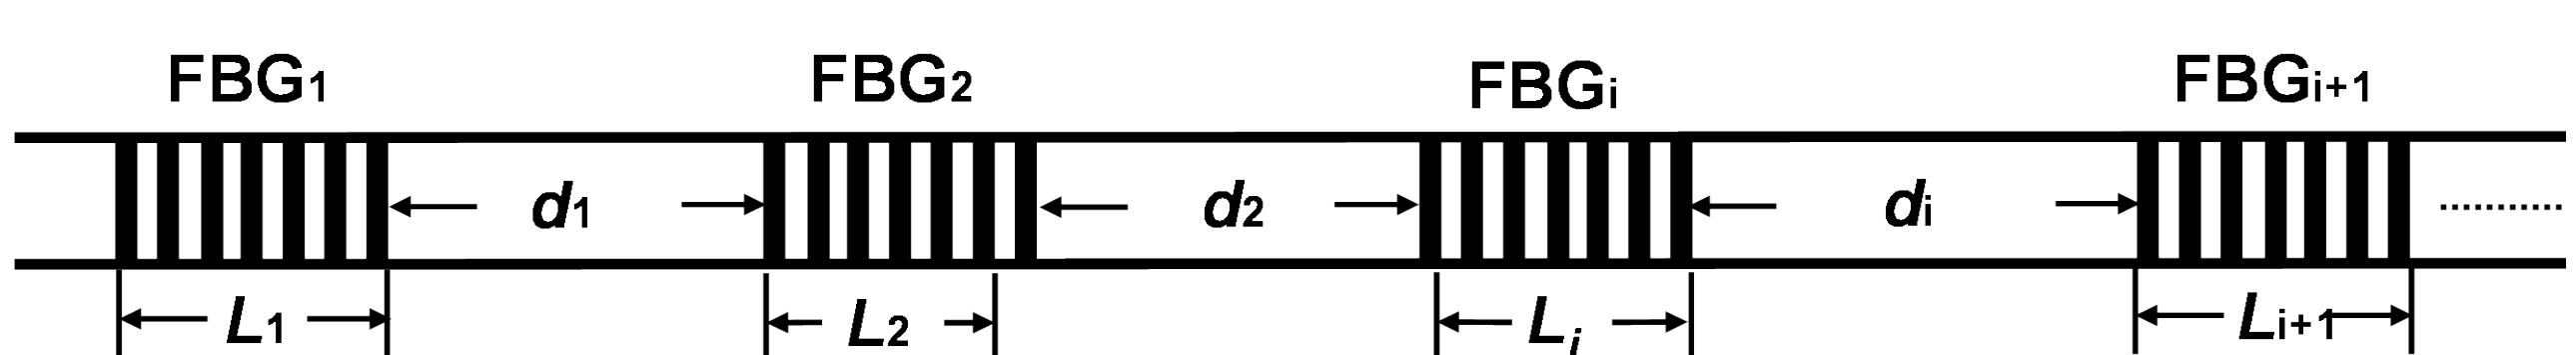 FBG1 FBG2 FBGi FBGi+1
d1 d2 di ...........
L1 L2 Li Li+1